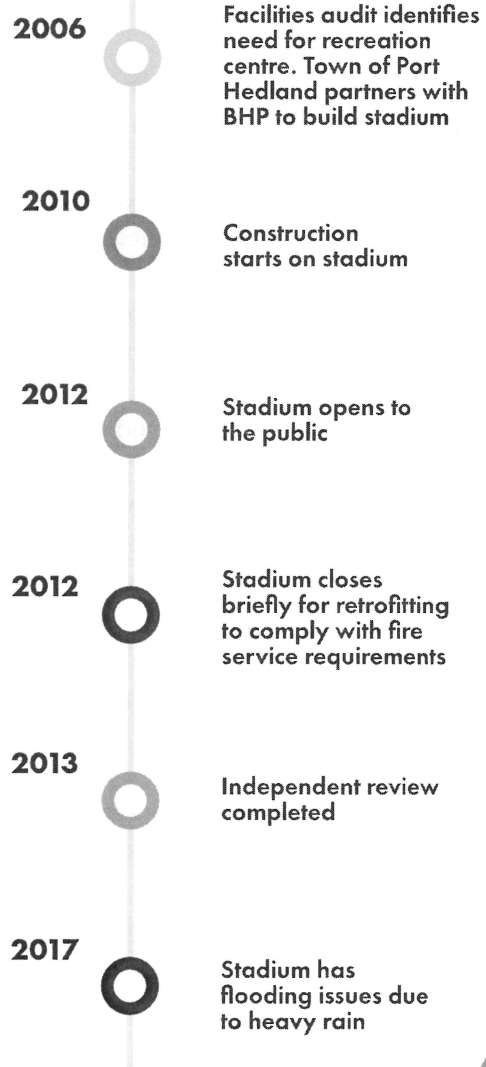 2006
Facilities audit identifies
need for recreation
centre. Town of Port
Hedland partners with
BHP to build stadium
2010
Construction
starts on stadium
2012
Stadium opens to
the public
2012
Stadium closes
briefly for retrofitting
to comply with fire
service requirements
2013
Independent review
completed
2017
Stadium has
flooding issues due
to heavy rain